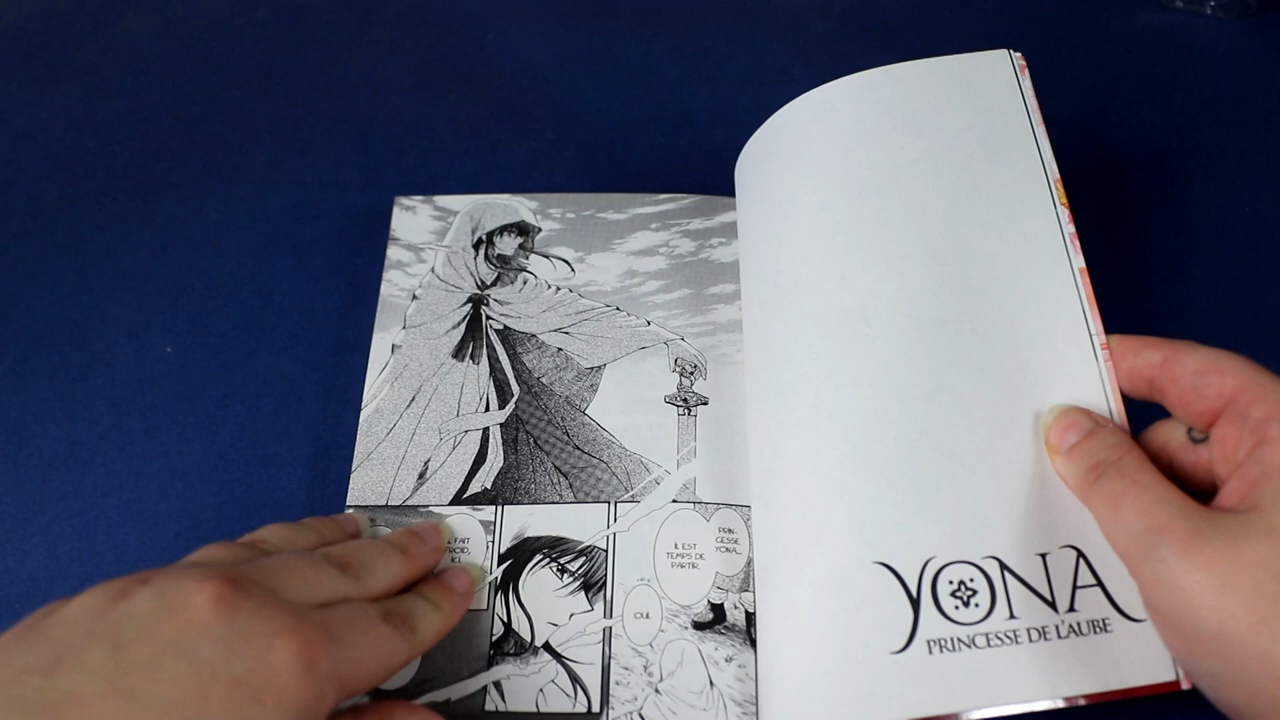 FAIT
FROID,
ICI.
IL EST
TEMPS DE
PARTIR.
PRIN-
CESSE
YONA...
OUI.
YONA
PRINCESSE DE L'AUBE